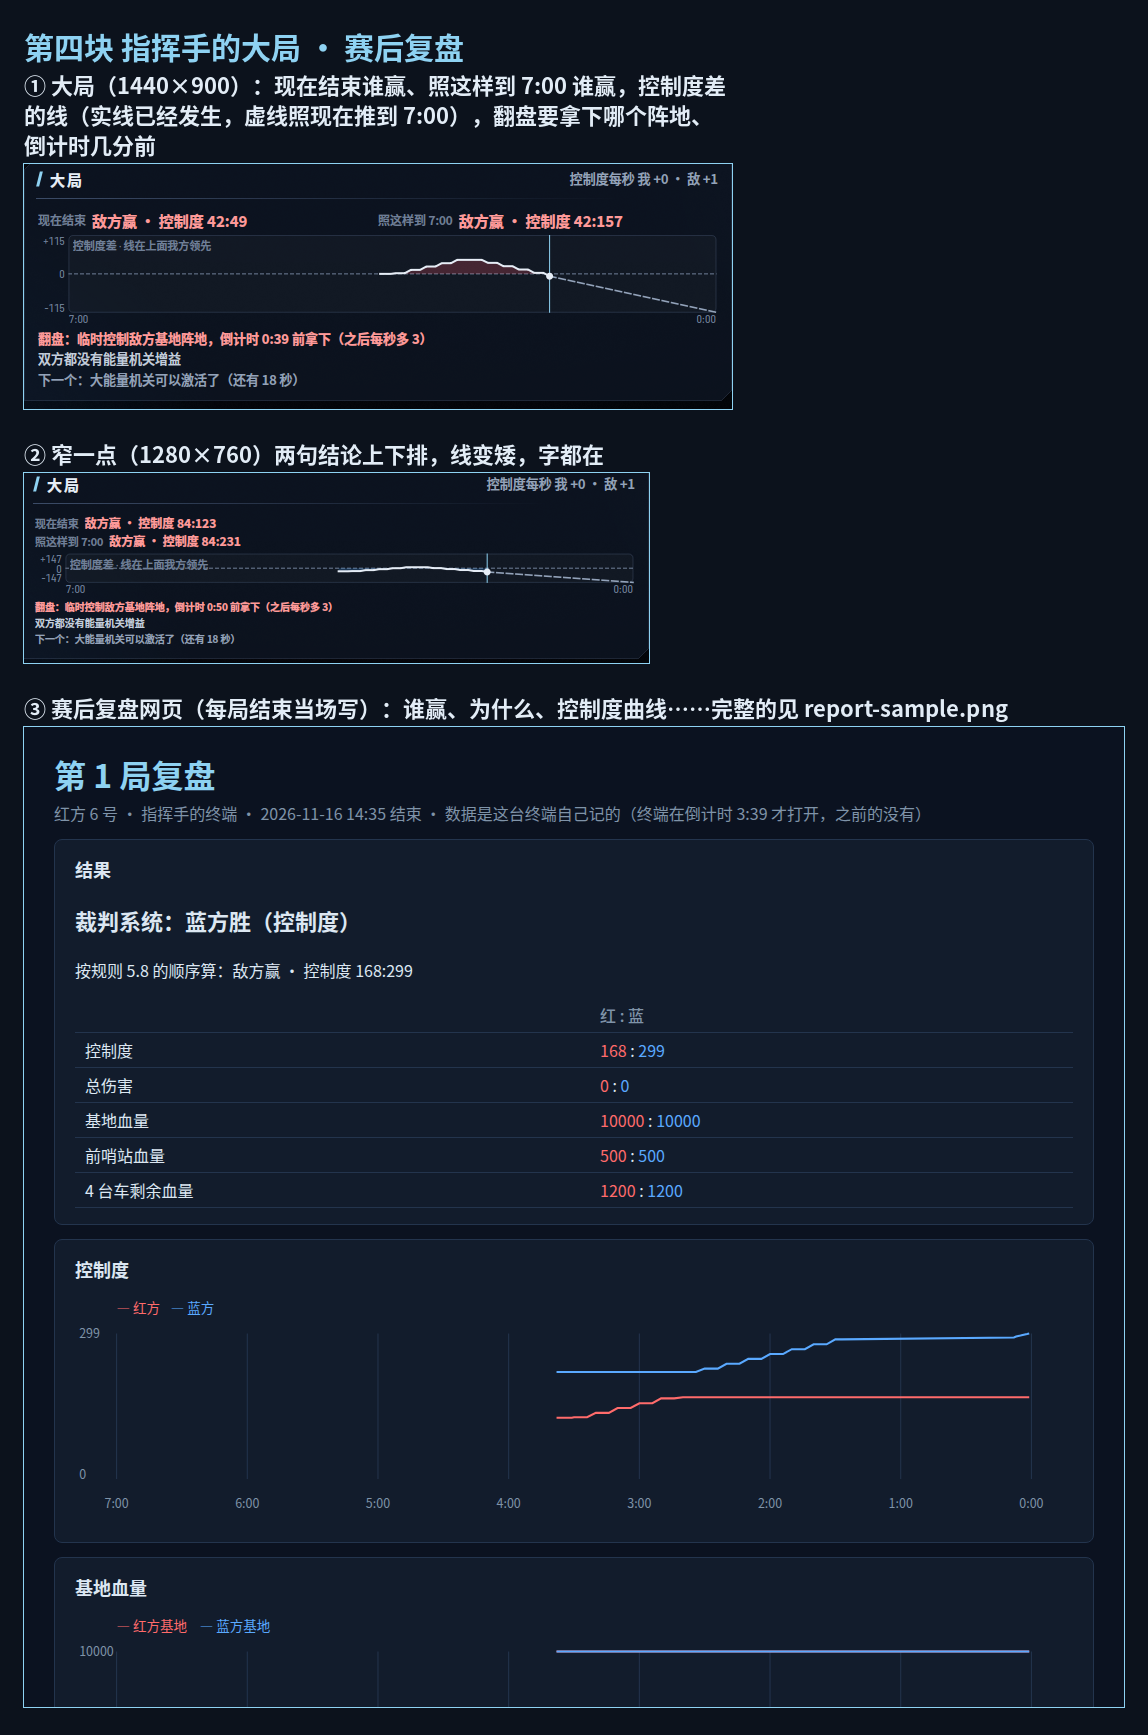 第四块 指挥手的大局 · 赛后复盘
① 大局（1440×900）：现在结束谁赢、照这样到 7:00 谁赢，控制度差
的线（实线已经发生，虚线照现在推到 7:00），翻盘要拿下哪个阵地、
倒计时几分前
大局
控制度每秒 我 +0 · 敌 +1
现在结束 敌方赢 · 控制度 42:49
照这样到 7:00 敌方赢 · 控制度 42:157
+115
控制度差 · 线在上面我方领先
0
-115
7:00
0:00
翻盘：临时控制敌方基地阵地，倒计时 0:39 前拿下（之后每秒多 3）
双方都没有能量机关增益
下一个：大能量机关可以激活了（还有 18 秒）
② 窄一点（1280×760）两句结论上下排，线变矮，字都在
大局
控制度每秒 我 +0 · 敌 +1
现在结束 敌方赢 · 控制度 84:123
照这样到 7:00 敌方赢 · 控制度 84:231
+147
控制度差 · 线在上面我方领先
0
-147
7:00
0:00
翻盘：临时控制敌方基地阵地，倒计时 0:50 前拿下（之后每秒多 3）
双方都没有能量机关增益
下一个：大能量机关可以激活了（还有 18 秒）
③ 赛后复盘网页（每局结束当场写）：谁赢、为什么、控制度曲线……完整的见 report-sample.png
第 1 局复盘
红方 6 号 · 指挥手的终端 · 2026-11-16 14:35 结束 · 数据是这台终端自己记的（终端在倒计时 3:39 才打开，之前的没有）
结果
裁判系统：蓝方胜（控制度）
按规则 5.8 的顺序算：敌方赢 · 控制度 168:299
红 : 蓝
控制度 168 : 299
总伤害 0 : 0
基地血量 10000 : 10000
前哨站血量 500 : 500
4 台车剩余血量 1200 : 1200
控制度
— 红方 — 蓝方
299
0
7:00 6:00 5:00 4:00 3:00 2:00 1:00 0:00
基地血量
— 红方基地 — 蓝方基地
10000